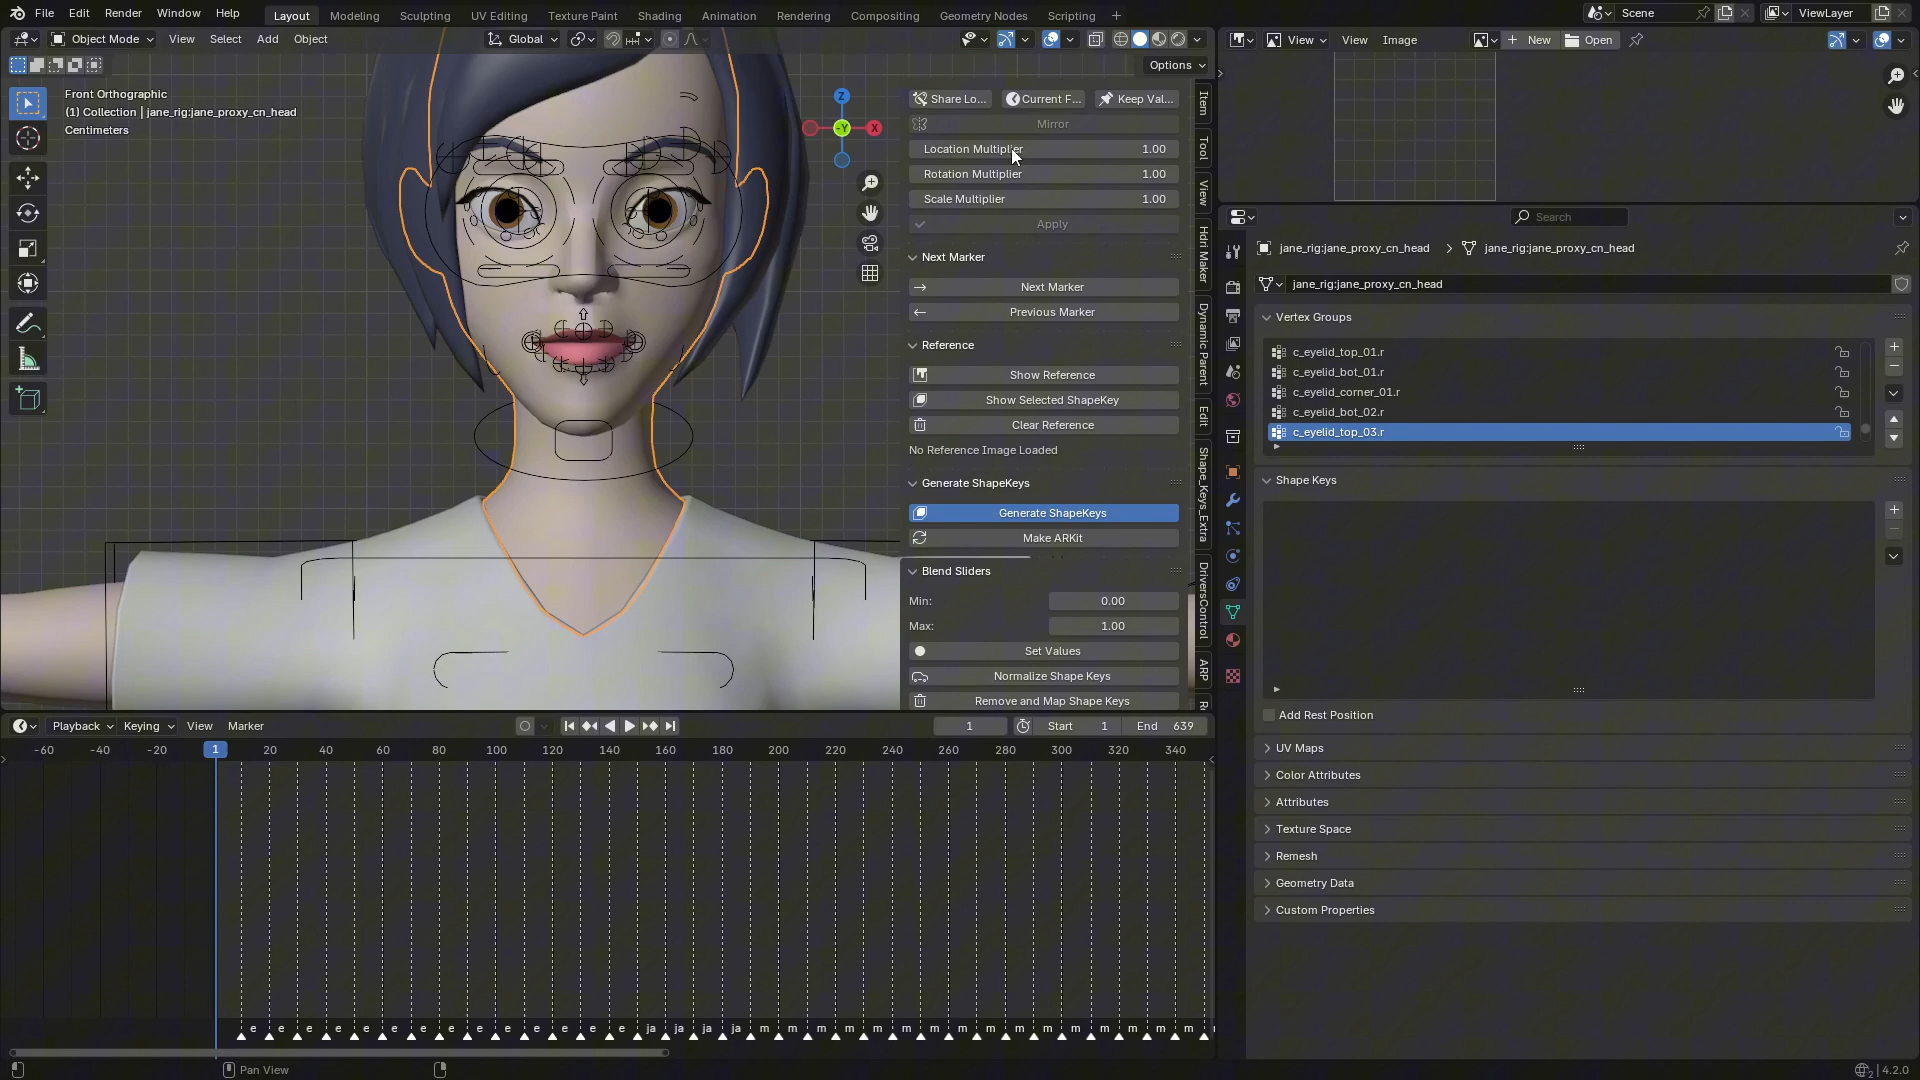 File Edit Render Window Help Layout Modeling Sculpting UV Editing Texture Paint Shading Animation Rendering Compositing Geometry Nodes Scripting + Scene ViewLayer
Object Mode View Select Add Object Global View View Image New Open
Options
Front Orthographic
(1) Collection | jane_rig:jane_proxy_cn_head
Centimeters
Z
-Y
X
Share Lo... Current F... Keep Val...
Mirror
Location Multiplier 1.00
Rotation Multiplier 1.00
Scale Multiplier 1.00
Apply
Next Marker
Next Marker
Previous Marker
Reference
Show Reference
Show Selected ShapeKey
Clear Reference
No Reference Image Loaded
Generate ShapeKeys
Generate ShapeKeys
Make ARKit
Blend Sliders
Min: 0.00
Max: 1.00
Set Values
Normalize Shape Keys
Remove and Map Shape Keys
Item
Tool
View
Hdri Maker
Dynamic Parent
Edit
Shape_Keys_Extra
DriversControl
ARP
Search
jane_rig:jane_proxy_cn_head jane_rig:jane_proxy_cn_head
jane_rig:jane_proxy_cn_head
Vertex Groups
c_eyelid_top_01.r
c_eyelid_bot_01.r
c_eyelid_corner_01.r
c_eyelid_bot_02.r
c_eyelid_top_03.r
Shape Keys
Add Rest Position
UV Maps
Color Attributes
Attributes
Texture Space
Remesh
Geometry Data
Custom Properties
Playback Keying View Marker 1 Start 1 End 639
-60 -40 -20 1 20 40 60 80 100 120 140 160 180 200 220 240 260 280 300 320 340
e e e e e e e e e e e e e e ja ja ja ja m m m m m m m m m m m m m m m m
Pan View 4.2.0